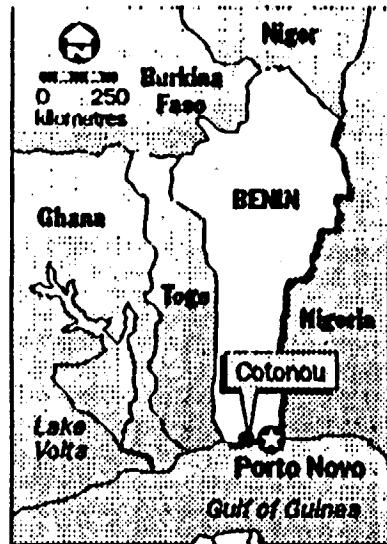 Niger
Burkina
Faso
0 250
kilometres
BENIN
Ghana
Togo
Nigeria
Cotonou
Lake
Volta
Porto Novo
Gulf of Guinea